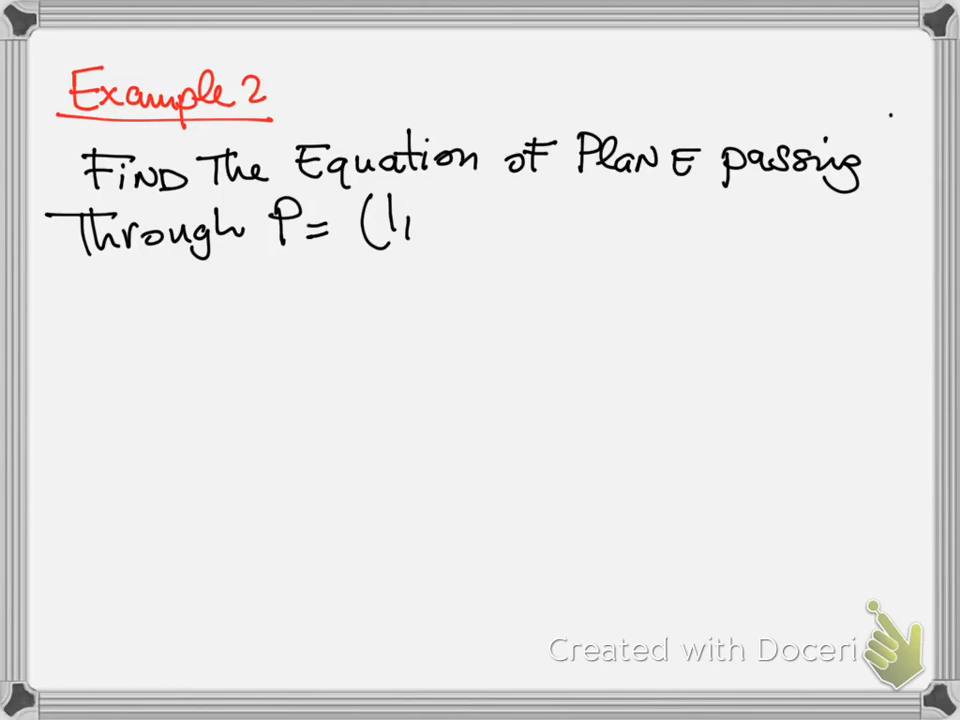 Example 2
FiND The Equation oF PlaNE passing
Through P= (1,
Created with Doceri